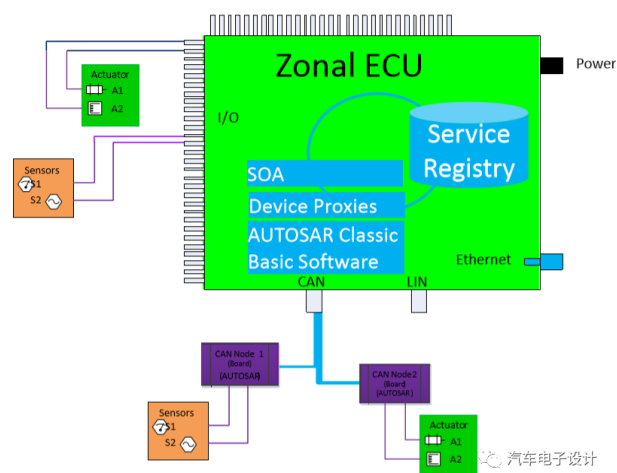 Zonal ECU
Power
Actuator
A1
A2
I/O
Service
Registry
Sensors
S1
S2
SOA
Device Proxies
AUTOSAR Classic
Basic Software
Ethernet
CAN
LIN
CAN Node 1
(Board)
(AUTOSAR)
CAN Node2
(Board)
(AUTOSAR)
Sensors
S1
S2
Actuator
A1
A2
汽车电子设计